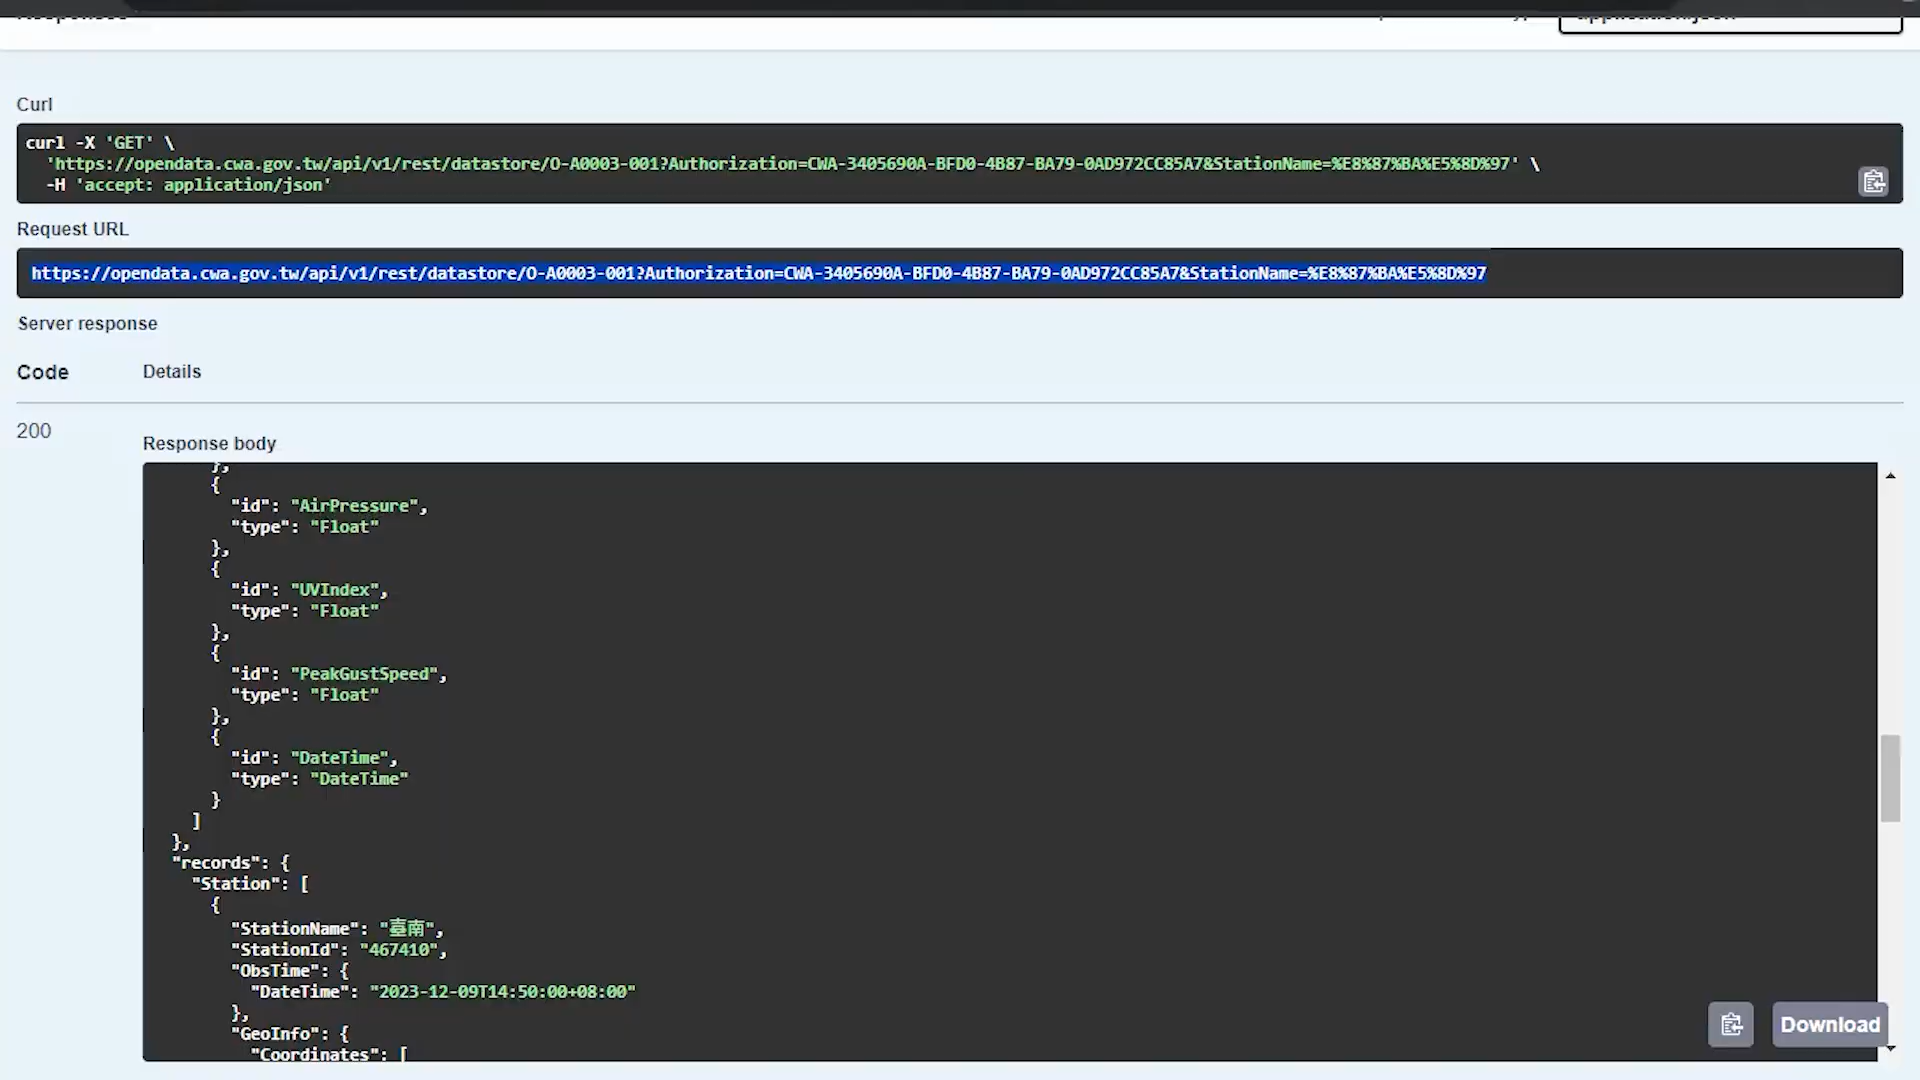 Curl
curl -X 'GET' \
'https://opendata.cwa.gov.tw/api/v1/rest/datastore/O-A0003-001?Authorization=CWA-3405690A-BFD0-4B87-BA79-0AD972CC85A7&StationName=%E8%87%BA%E5%8D%97' \
-H 'accept: application/json'
Request URL
https://opendata.cwa.gov.tw/api/v1/rest/datastore/O-A0003-001?Authorization=CWA-3405690A-BFD0-4B87-BA79-0AD972CC85A7&StationName=%E8%87%BA%E5%8D%97
Server response
Code Details
200
Response body
},
{
"id": "AirPressure",
"type": "Float"
},
{
"id": "UVIndex",
"type": "Float"
},
{
"id": "PeakGustSpeed",
"type": "Float"
},
{
"id": "DateTime",
"type": "DateTime"
}
]
},
"records": {
"Station": [
{
"StationName": "臺南",
"StationId": "467410",
"ObsTime": {
"DateTime": "2023-12-09T14:50:00+08:00"
},
"GeoInfo": {
"Coordinates": [
Download